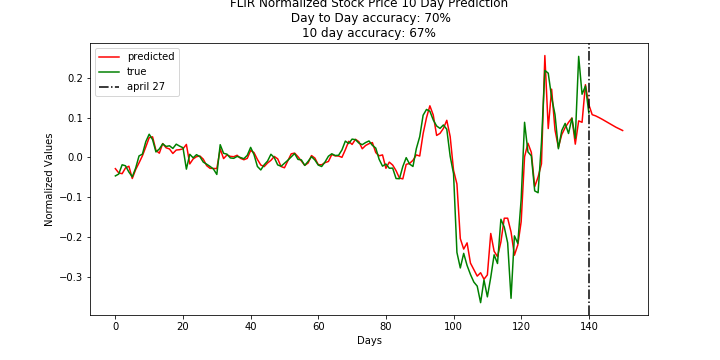 FLIR Normalized Stock Price 10 Day Prediction
Day to Day accuracy: 70%
10 day accuracy: 67%
predicted
true
april 27
Normalized Values
0.2
0.1
0.0
−0.1
−0.2
−0.3
0 20 40 60 80 100 120 140
Days